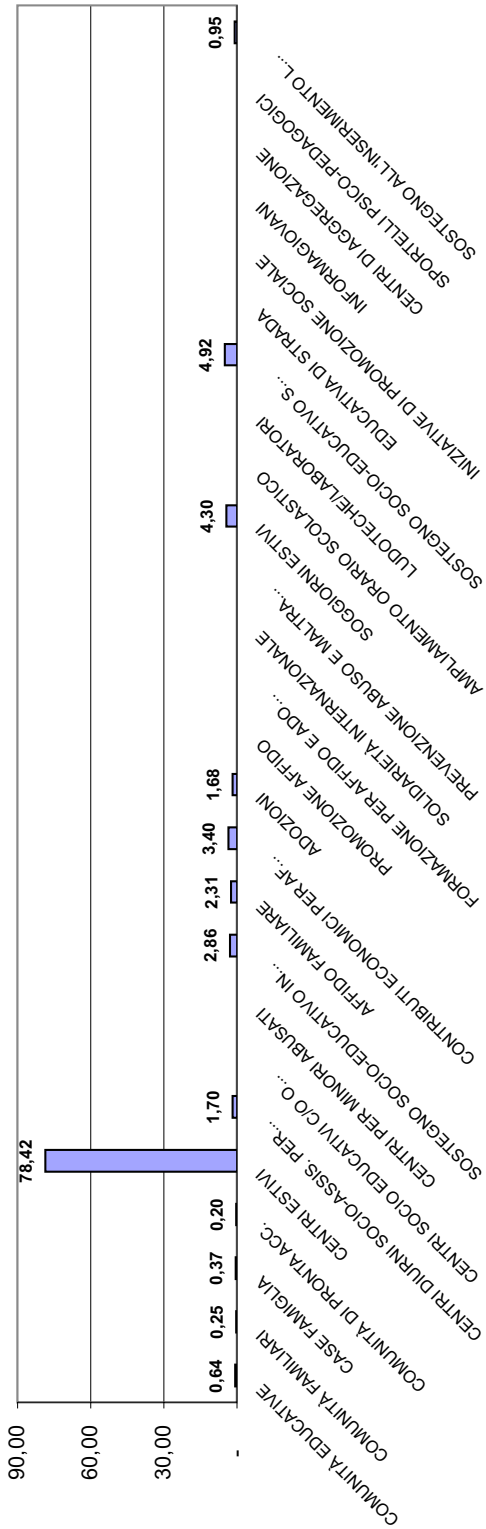 90,00
60,00
30,00
-
0,64
0,25
0,37
0,20
78,42
1,70
2,86
2,31
3,40
1,68
4,30
4,92
0,95
COMUNITÀ EDUCATIVE
COMUNITÀ FAMILIARI
CASE FAMIGLIA
COMUNITÀ DI PRONTA ACC.
CENTRI ESTIVI
CENTRI DIURNI SOCIO-ASSIS. PER...
CENTRI SOCIO EDUCATIVI C/O O...
CENTRI PER MINORI ABUSATI
SOSTEGNO SOCIO-EDUCATIVO IN...
AFFIDO FAMILIARE
CONTRIBUTI ECONOMICI PER AF...
ADOZIONI
PROMOZIONE AFFIDO
FORMAZIONE PER AFFIDO E ADO...
SOLIDARIETÀ INTERNAZIONALE
PREVENZIONE ABUSO E MALTRA...
SOGGIORNI ESTIVI
AMPLIAMENTO ORARIO SCOLASTICO
LUDOTECHE/LABORATORI
SOSTEGNO SOCIO-EDUCATIVO S...
EDUCATIVA DI STRADA
INIZIATIVE DI PROMOZIONE SOCIALE
INFORMAGIOVANI
CENTRI DI AGGREGAZIONE
SPORTELLI PSICO-PEDAGOGICI
SOSTEGNO ALL'INSERIMENTO L...